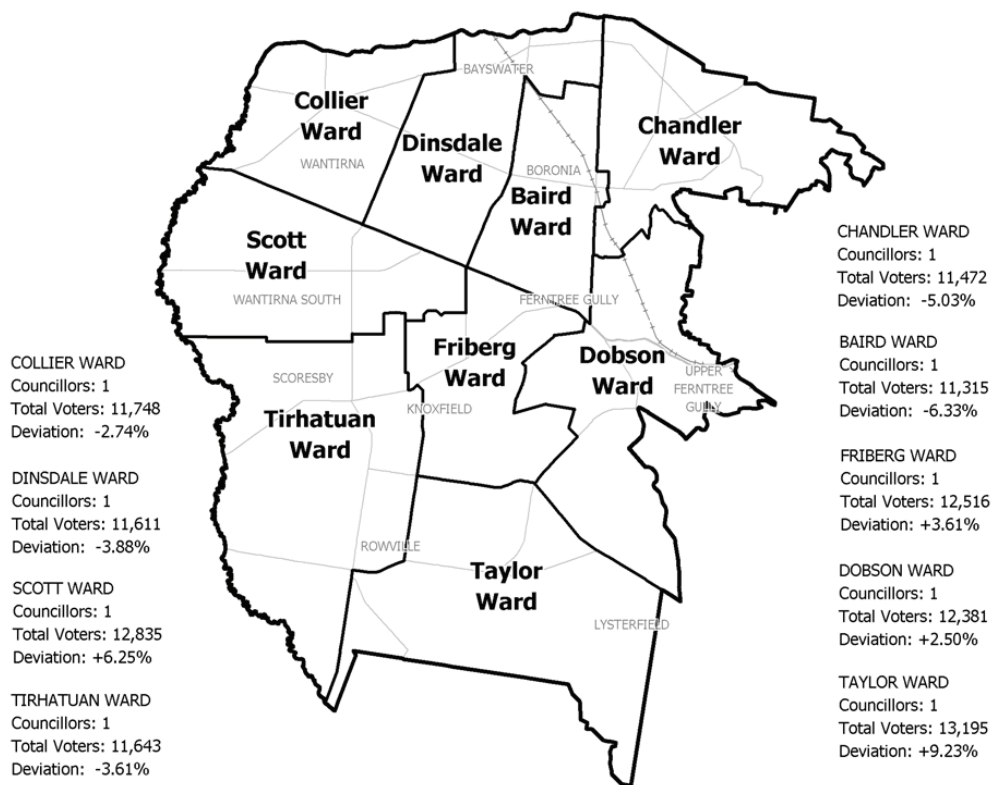 BAYSWATER
Collier
Ward
WANTIRNA
Dinsdale
Ward
Chandler
Ward
BORONIA
Baird
Ward
Scott
Ward
WANTIRNA SOUTH
FERNTREE GULLY
Friberg
Ward
Dobson
Ward
UPPER
FERNTREE
GULLY
SCORESBY
KNOXFIELD
Tirhatuan
Ward
ROWVILLE
Taylor
Ward
LYSTERFIELD
COLLIER WARD
Councillors: 1
Total Voters: 11,748
Deviation: -2.74%
DINSDALE WARD
Councillors: 1
Total Voters: 11,611
Deviation: -3.88%
SCOTT WARD
Councillors: 1
Total Voters: 12,835
Deviation: +6.25%
TIRHATUAN WARD
Councillors: 1
Total Voters: 11,643
Deviation: -3.61%
CHANDLER WARD
Councillors: 1
Total Voters: 11,472
Deviation: -5.03%
BAIRD WARD
Councillors: 1
Total Voters: 11,315
Deviation: -6.33%
FRIBERG WARD
Councillors: 1
Total Voters: 12,516
Deviation: +3.61%
DOBSON WARD
Councillors: 1
Total Voters: 12,381
Deviation: +2.50%
TAYLOR WARD
Councillors: 1
Total Voters: 13,195
Deviation: +9.23%